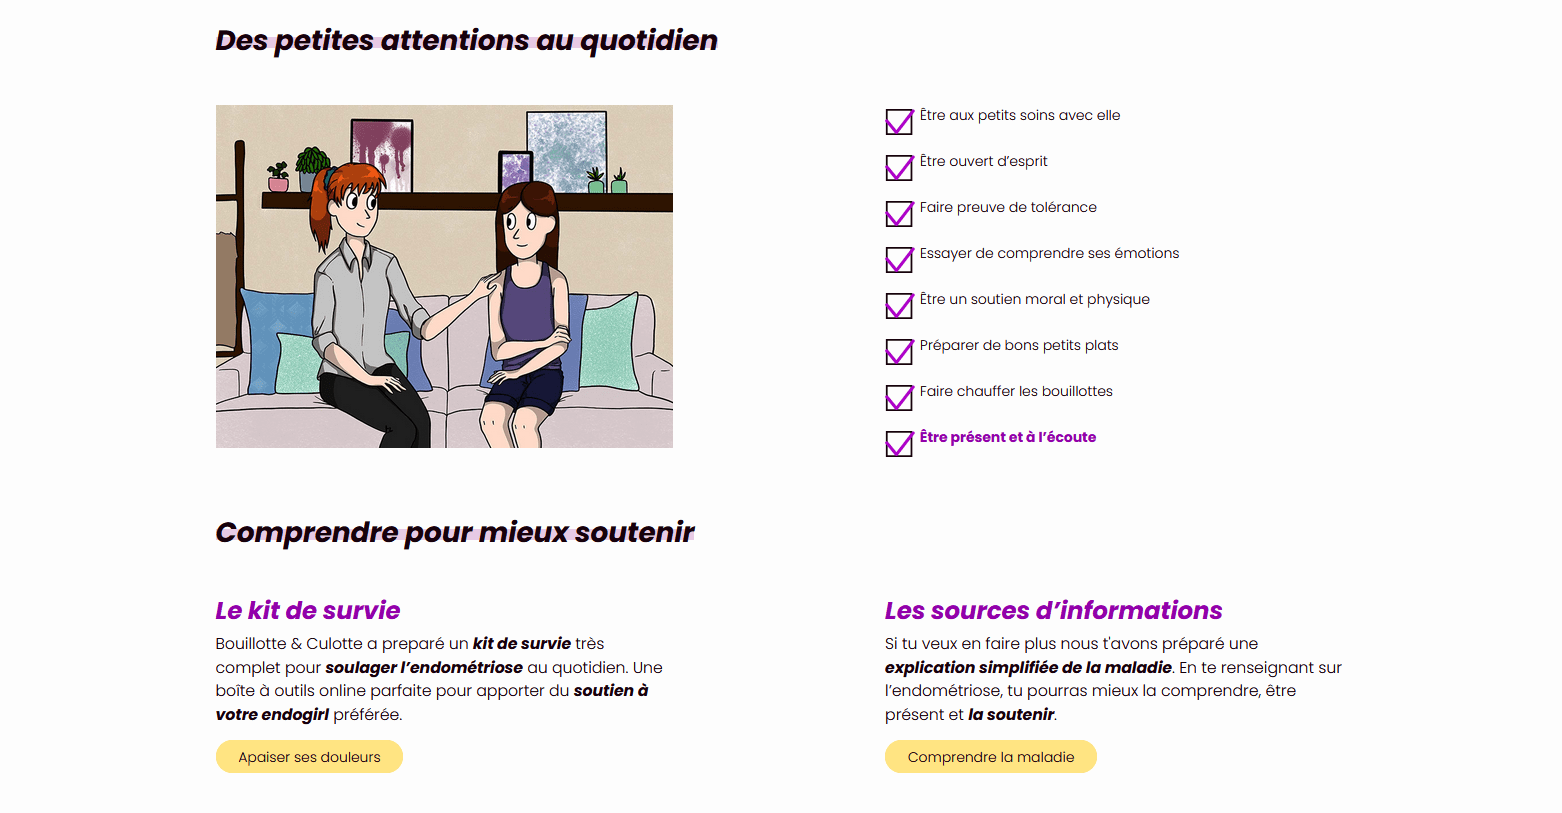 Des petites attentions au quotidien
Être aux petits soins avec elle
Être ouvert d’esprit
Faire preuve de tolérance
Essayer de comprendre ses émotions
Être un soutien moral et physique
Préparer de bons petits plats
Faire chauffer les bouillottes
Être présent et à l’écoute
Comprendre pour mieux soutenir
Le kit de survie
Bouillotte & Culotte a preparé un kit de survie très
complet pour soulager l’endométriose au quotidien. Une
boîte à outils online parfaite pour apporter du soutien à
votre endogirl préférée.
Apaiser ses douleurs
Les sources d’informations
Si tu veux en faire plus nous t'avons préparé une
explication simplifiée de la maladie. En te renseignant sur
l’endométriose, tu pourras mieux la comprendre, être
présent et la soutenir.
Comprendre la maladie